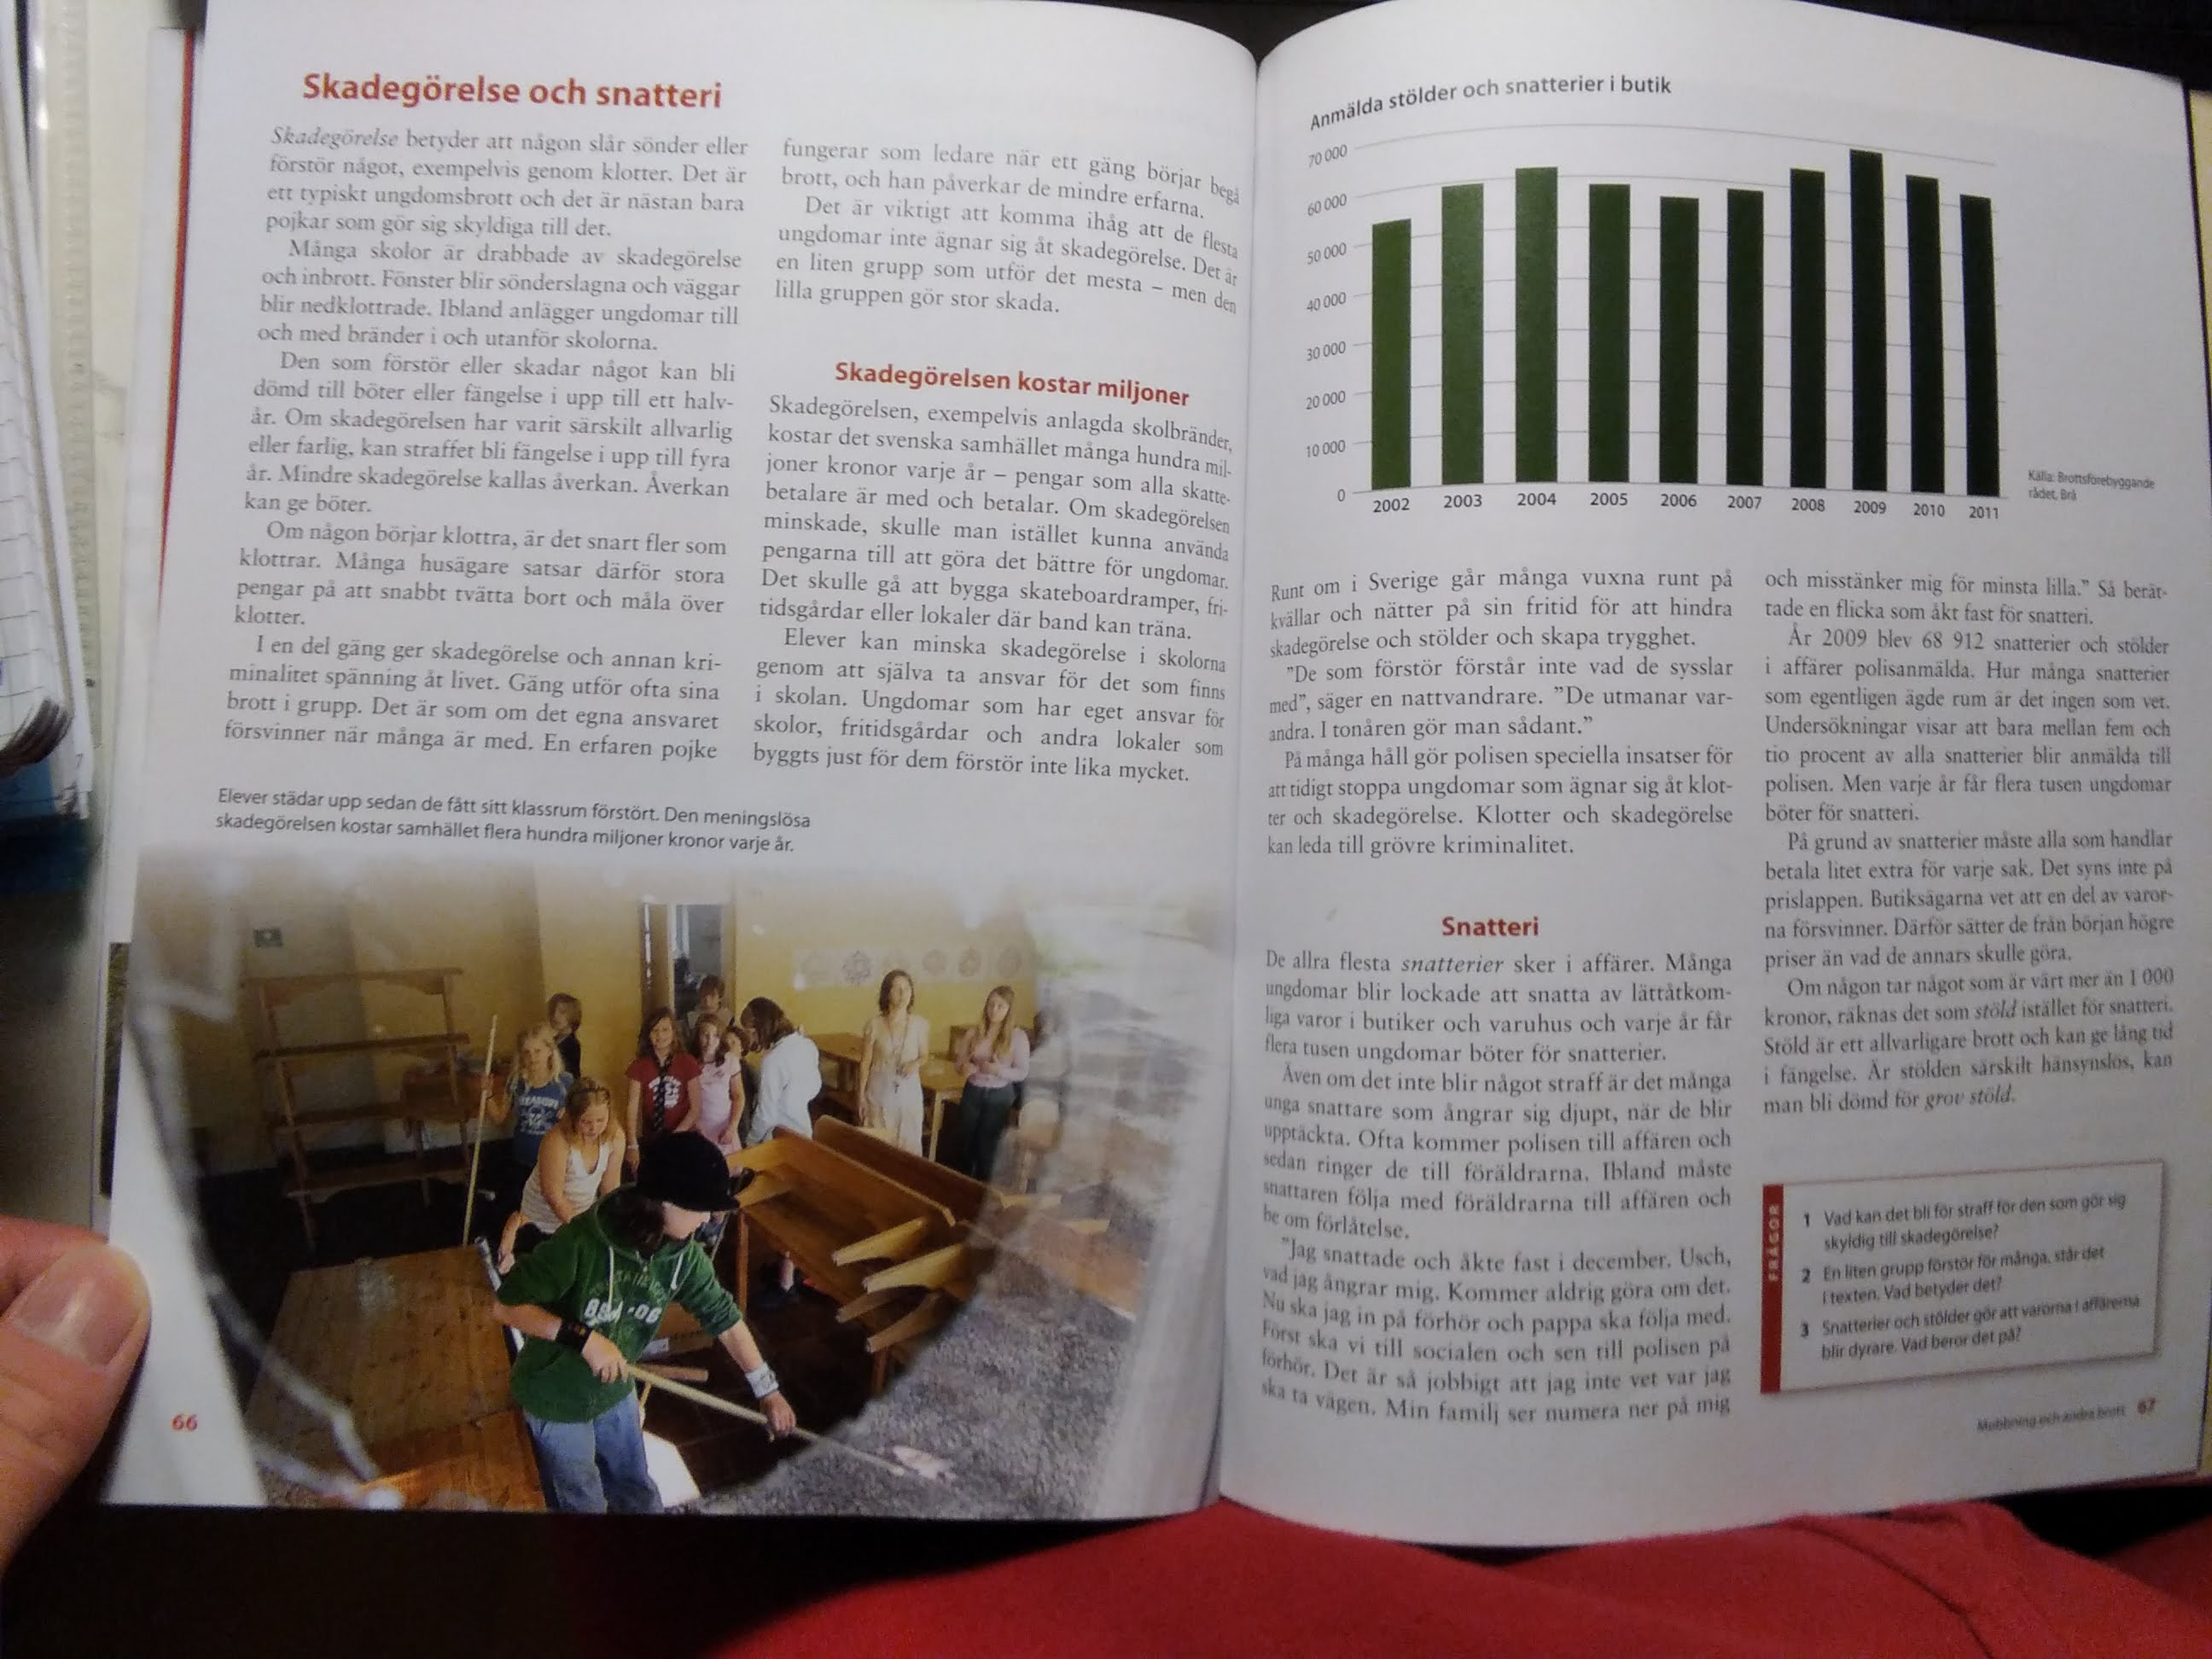 Skadegörelse och snatteri
Skadegörelse betyder att någon slår sönder eller
förstör något, exempelvis genom klotter. Det är
ett typiskt ungdomsbrott och det är nästan bara
pojkar som gör sig skyldiga till det.
Många skolor är drabbade av skadegörelse
och inbrott. Fönster blir sönderslagna och väggar
blir nedklottrade. Ibland anlägger ungdomar till
och med bränder i och utanför skolorna.
Den som förstör eller skadar något kan bli
dömd till böter eller fängelse i upp till ett halv-
år. Om skadegörelsen har varit särskilt allvarlig
eller farlig, kan straffet bli fängelse i upp till fyra
år. Mindre skadegörelse kallas åverkan. Åverkan
kan ge böter.
Om någon börjar klottra, är det snart fler som
klottrar. Många husägare satsar därför stora
pengar på att snabbt tvätta bort och måla över
klotter.
I en del gäng ger skadegörelse och annan kri-
minalitet spänning åt livet. Gäng utför ofta sina
brott i grupp. Det är som om det egna ansvaret
försvinner när många är med. En erfaren pojke
fungerar som ledare när ett gäng börjar begå
brott, och han påverkar de mindre erfarna.
Det är viktigt att komma ihåg att de flesta
ungdomar inte ägnar sig åt skadegörelse. Det är
en liten grupp som utför det mesta – men den
lilla gruppen gör stor skada.
Skadegörelsen kostar miljoner
Skadegörelsen, exempelvis anlagda skolbränder,
kostar det svenska samhället många hundra mil-
joner kronor varje år – pengar som alla skatte-
betalare är med och betalar. Om skadegörelsen
minskade, skulle man istället kunna använda
pengarna till att göra det bättre för ungdomar.
Det skulle gå att bygga skateboardramper, fri-
tidsgårdar eller lokaler där band kan träna.
Elever kan minska skadegörelse i skolorna
genom att själva ta ansvar för det som finns
i skolan. Ungdomar som har eget ansvar för
skolor, fritidsgårdar och andra lokaler som
byggts just för dem förstör inte lika mycket.
Elever städar upp sedan de fått sitt klassrum förstört. Den meningslösa
skadegörelsen kostar samhället flera hundra miljoner kronor varje år.
66
Anmälda stölder och snatterier i butik
70 000
60 000
50 000
40 000
30 000
20 000
10 000
0
2002 2003 2004 2005 2006 2007 2008 2009 2010 2011
Källa: Brottsförebyggande
rådet, Brå
Runt om i Sverige går många vuxna runt på
kvällar och nätter på sin fritid för att hindra
skadegörelse och stölder och skapa trygghet.
”De som förstör förstår inte vad de sysslar
med”, säger en nattvandrare. ”De utmanar var-
andra. I tonåren gör man sådant.”
På många håll gör polisen speciella insatser för
att tidigt stoppa ungdomar som ägnar sig åt klot-
ter och skadegörelse. Klotter och skadegörelse
kan leda till grövre kriminalitet.
Snatteri
De allra flesta snatterier sker i affärer. Många
ungdomar blir lockade att snatta av lättåtkom-
liga varor i butiker och varuhus och varje år får
flera tusen ungdomar böter för snatterier.
Även om det inte blir något straff är det många
unga snattare som ångrar sig djupt, när de blir
upptäckta. Ofta kommer polisen till affären och
sedan ringer de till föräldrarna. Ibland måste
snattaren följa med föräldrarna till affären och
be om förlåtelse.
”Jag snattade och åkte fast i december. Usch,
vad jag ångrar mig. Kommer aldrig göra om det.
Nu ska jag in på förhör och pappa ska följa med.
Först ska vi till socialen och sen till polisen på
förhör. Det är så jobbigt att jag inte vet var jag
ska ta vägen. Min familj ser numera ner på mig
och misstänker mig för minsta lilla.” Så berät-
tade en flicka som åkt fast för snatteri.
År 2009 blev 68 912 snatterier och stölder
i affärer polisanmälda. Hur många snatterier
som egentligen ägde rum är det ingen som vet.
Undersökningar visar att bara mellan fem och
tio procent av alla snatterier blir anmälda till
polisen. Men varje år får flera tusen ungdomar
böter för snatteri.
På grund av snatterier måste alla som handlar
betala litet extra för varje sak. Det syns inte på
prislappen. Butiksägarna vet att en del av varor-
na försvinner. Därför sätter de från början högre
priser än vad de annars skulle göra.
Om någon tar något som är värt mer än 1 000
kronor, räknas det som stöld istället för snatteri.
Stöld är ett allvarligare brott och kan ge lång tid
i fängelse. Är stölden särskilt hänsynslös, kan
man bli dömd för grov stöld.
FRÅGOR
1 Vad kan det bli för straff för den som gör sig
skyldig till skadegörelse?
2 En liten grupp förstör för många, står det
i texten. Vad betyder det?
3 Snatterier och stölder gör att varorna i affärerna
blir dyrare. Vad beror det på?
Mobbning och andra brott 67